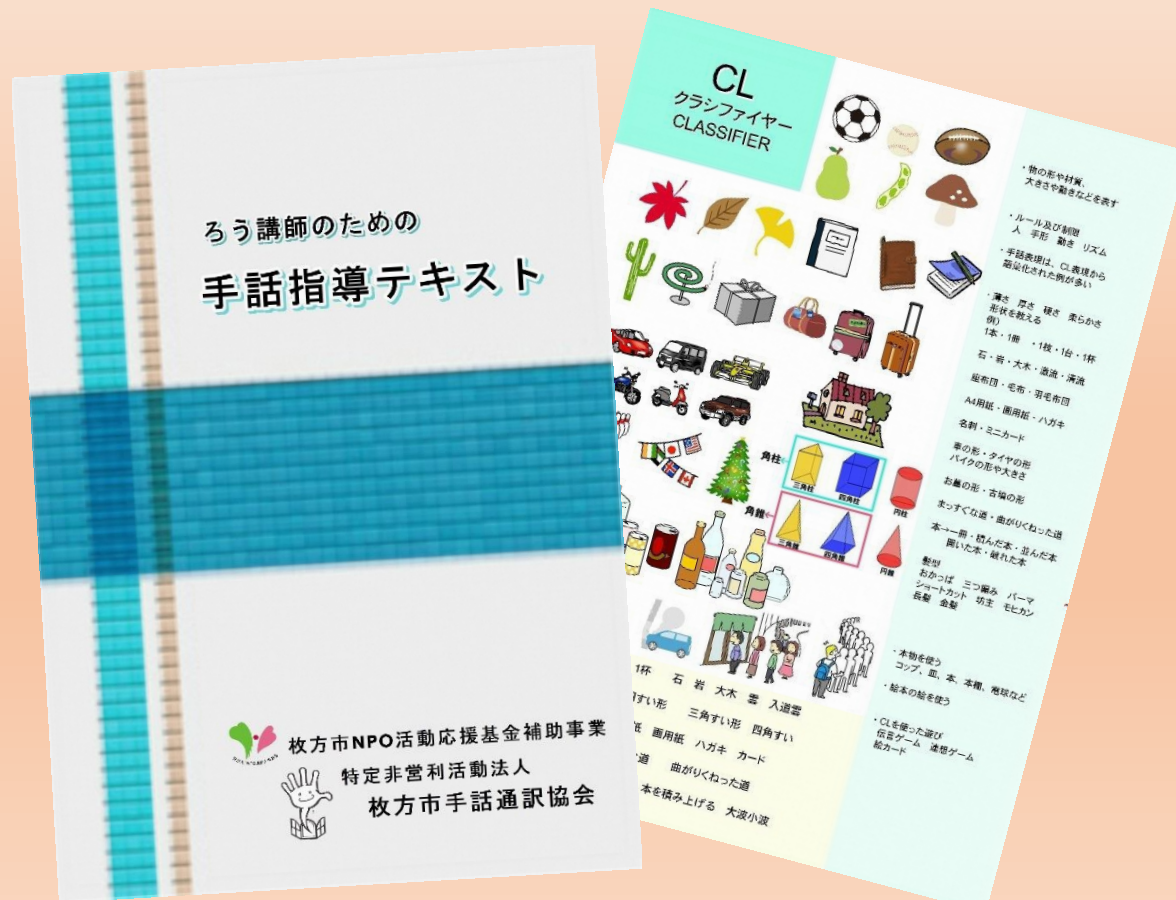 ろう講師のための
手話指導テキスト
枚方市NPO活動応援基金補助事業
特定非営利活動法人
枚方市手話通訳協会
CL
クラシファイヤー
CLASSIFIER
角柱
三角柱
四角柱
円柱
角錐
三角錐
四角錐
円錐
1杯 石 岩 大木 雲 入道雲
すい形 三角すい形 四角すい
紙 画用紙 ハガキ カード
道 曲がりくねった道
本を積み上げる 大波小波
・物の形や材質、
大きさや動きなどを表す
・ルール及び制限
人 手形 動き リズム
・手話表現は、CL表現から
語彙化された例が多い
・薄さ 厚さ 硬さ 柔らかさ
形状を教える
例)
1本・1冊 ・1枚・1台・1杯
石・岩・大木・激流・清流
座布団・毛布・羽毛布団
A4用紙・画用紙・ハガキ
名刺・ミニカード
車の形・タイヤの形
バイクの形や大きさ
お墓の形・古墳の形
まっすぐな道・曲がりくねった道
本→一冊・積んだ本・並んだ本
開いた本・破れた本
髪型
おかっぱ 三つ編み パーマ
ショートカット 坊主 モヒカン
長髪 金髪
・本物を使う
コップ、皿、本、本棚、電球など
・絵本の絵を使う
・CLを使った遊び
伝言ゲーム 連想ゲーム
絵カード